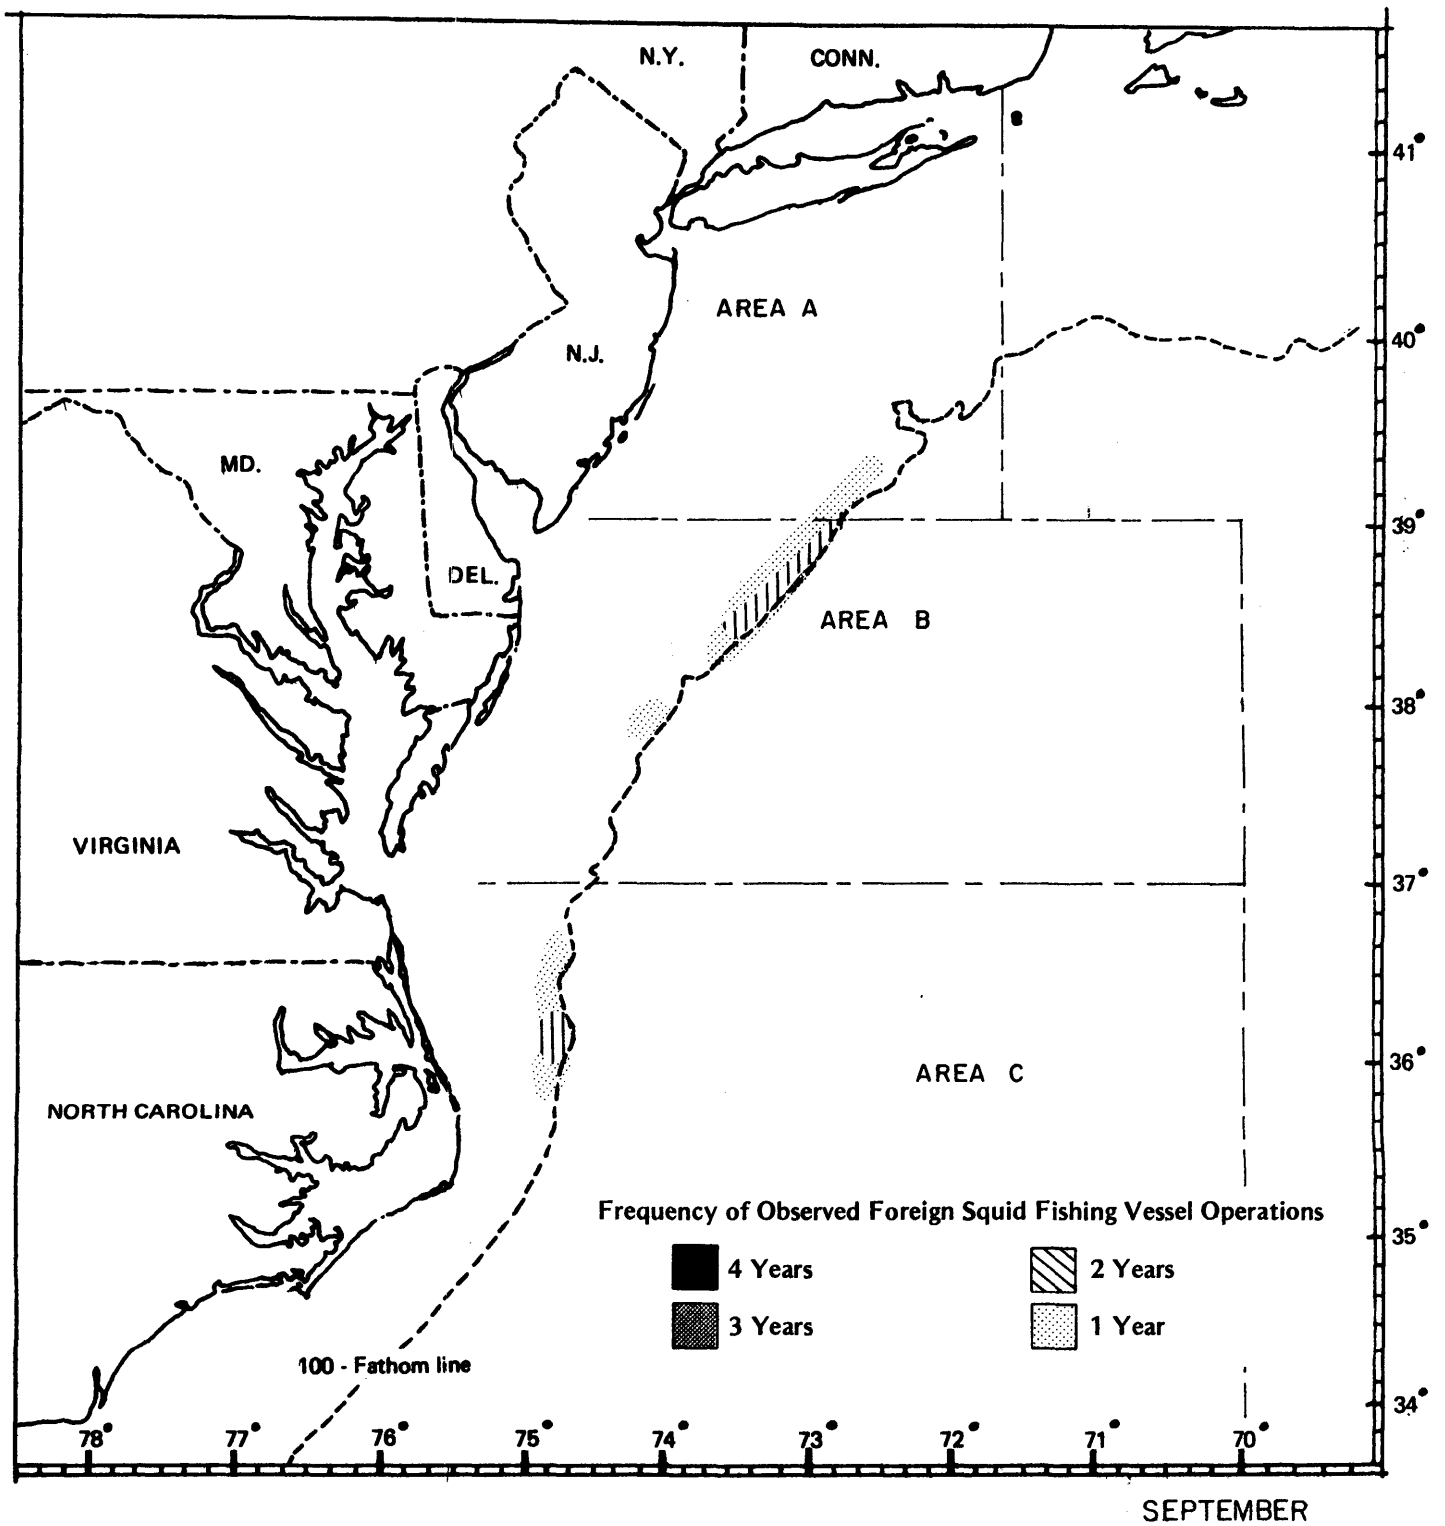 N.Y. CONN.
41°
AREA A
N.J.
40°
MD.
39°
DEL.
AREA B
38°
VIRGINIA
37°
36°
AREA C
NORTH CAROLINA
Frequency of Observed Foreign Squid Fishing Vessel Operations
35°
4 Years 2 Years
3 Years 1 Year
100 - Fathom line
34°
78° 77° 76° 75° 74° 73° 72° 71° 70°
SEPTEMBER